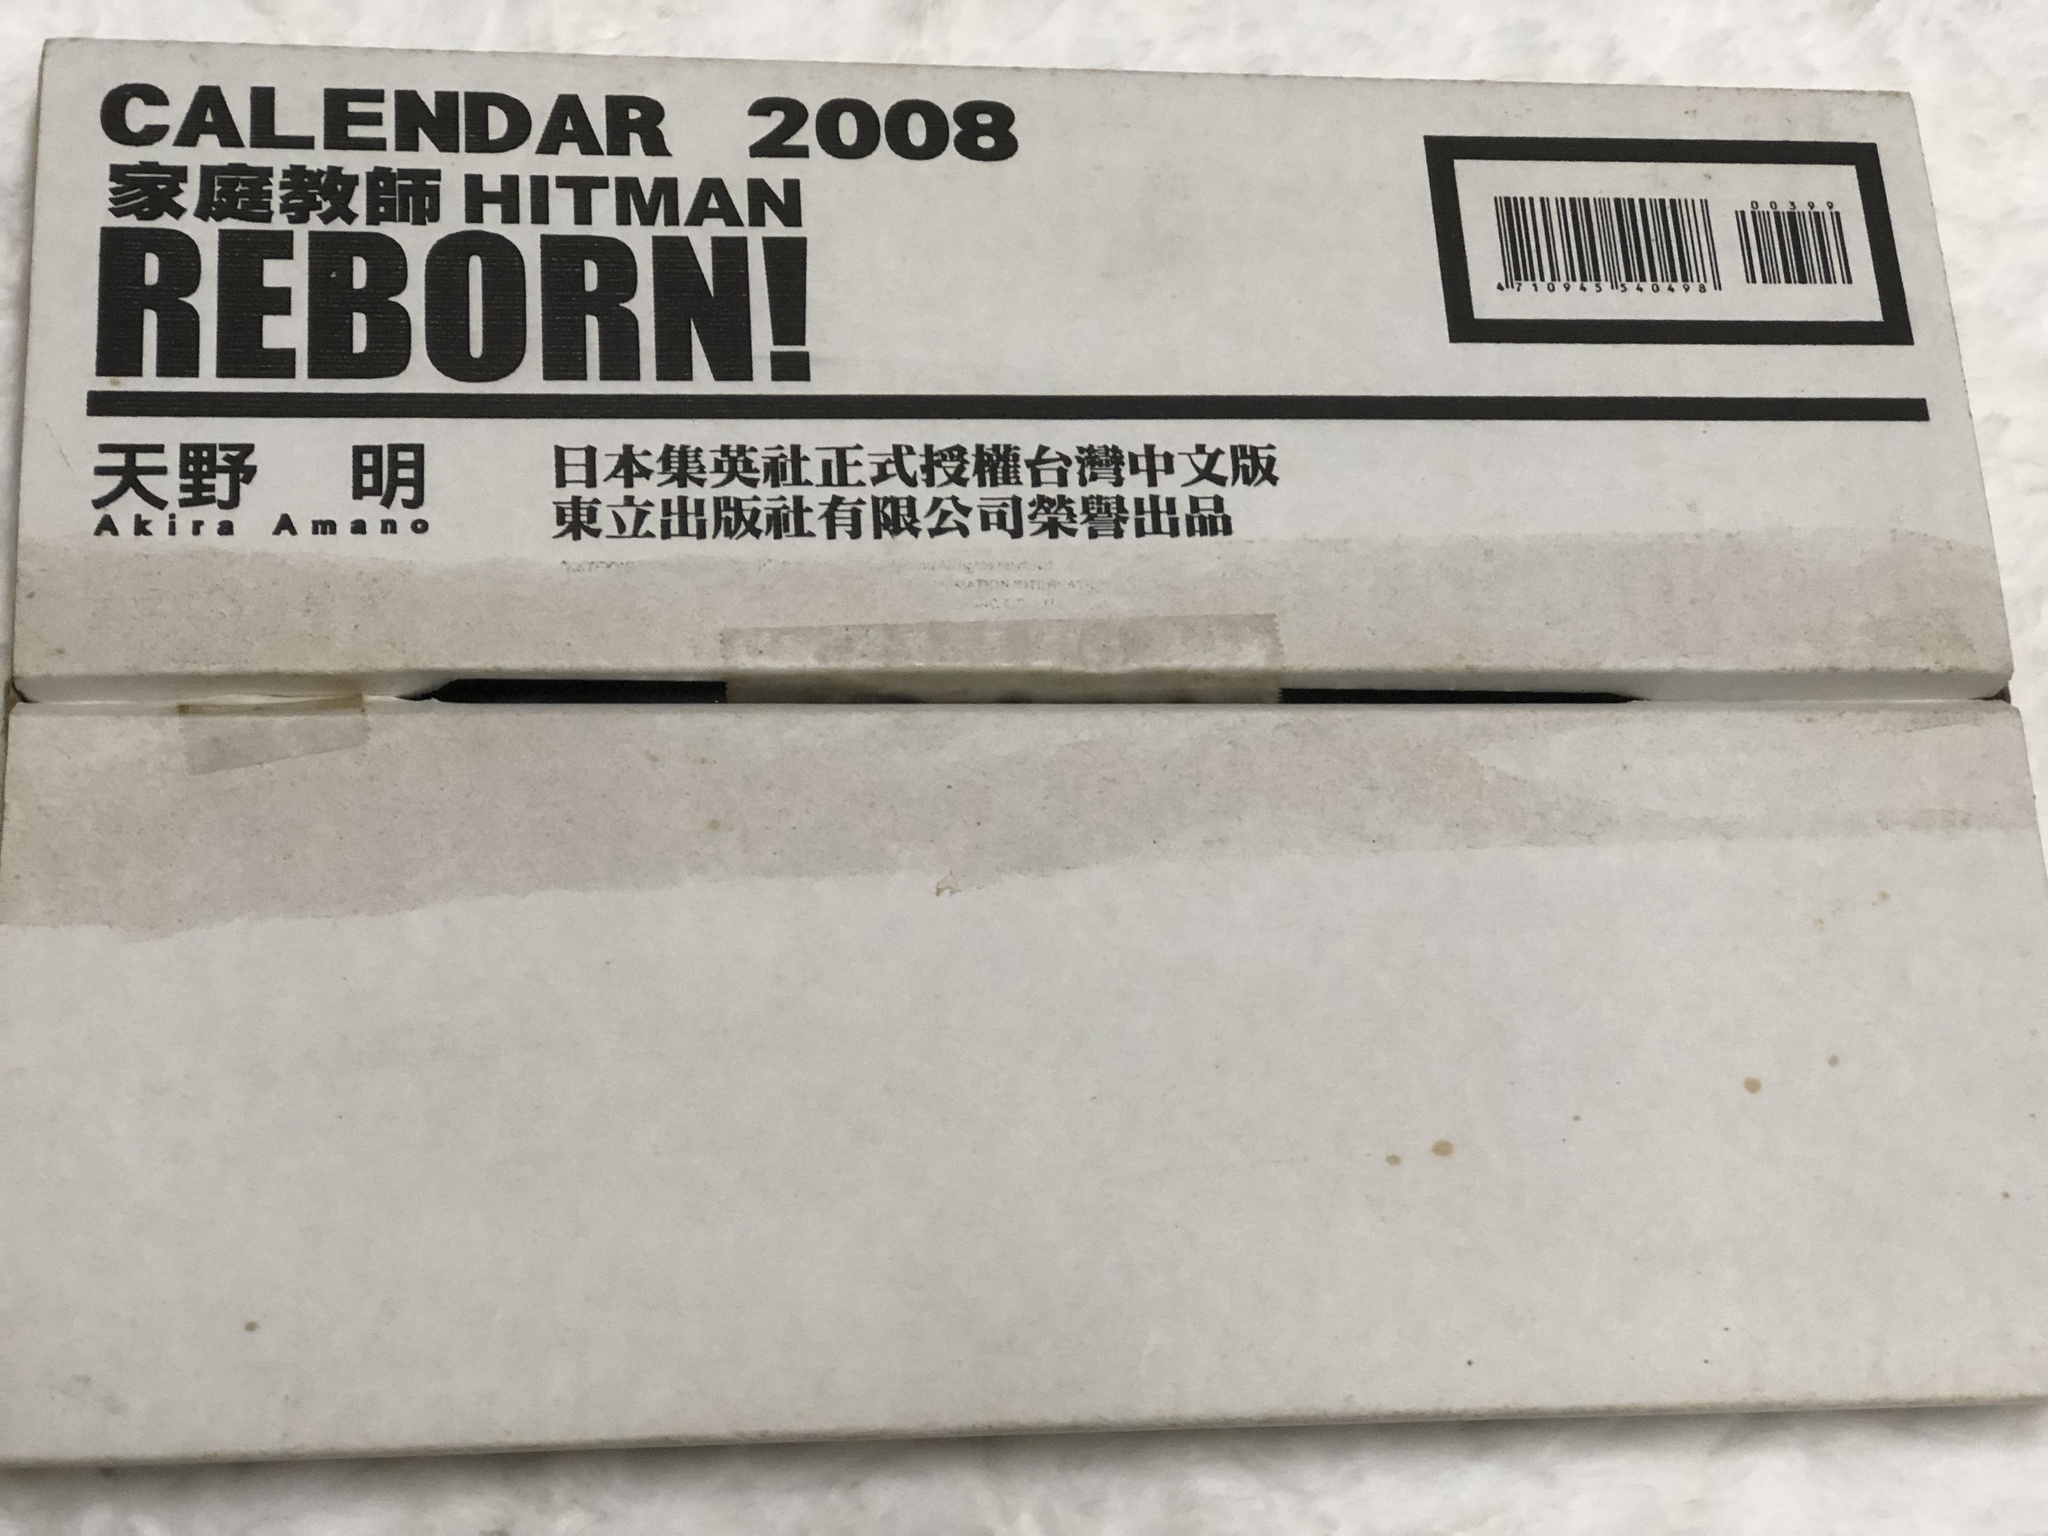 CALENDAR 2008
家庭教師 HITMAN
REBORN!
00399
4710945540498
天野 明
Akira Amano
日本集英社正式授權台灣中文版
東立出版社有限公司榮譽出品